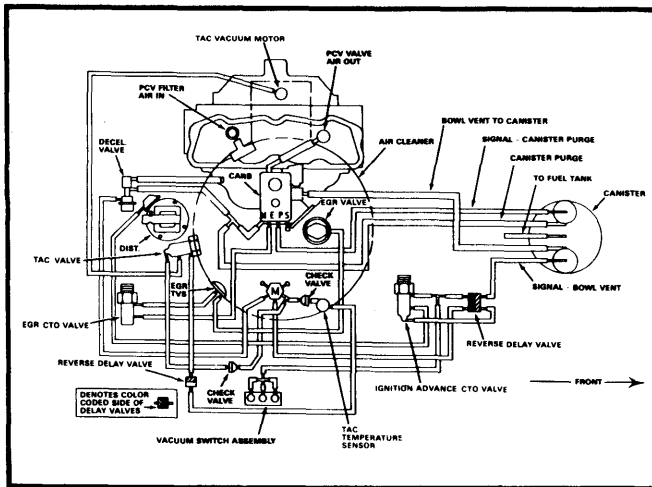 TAC VACUUM MOTOR
PCV VALVE
AIR OUT
PCV FILTER
AIR IN
BOWL VENT TO CANISTER
AIR CLEANER
SIGNAL - CANISTER PURGE
CANISTER PURGE
TO FUEL TANK
DECEL
VALVE
CARB
CANISTER
EGR VALVE
M E P S
DIST.
TAC VALVE
CHECK
VALVE
EGR
TVS
M
SIGNAL - BOWL VENT
EGR CTO VALVE
REVERSE DELAY VALVE
REVERSE DELAY VALVE
CHECK
VALVE
IGNITION ADVANCE CTO VALVE
FRONT
DENOTES COLOR
CODED SIDE OF
DELAY VALVES
VACUUM SWITCH ASSEMBLY
TAC
TEMPERATURE
SENSOR